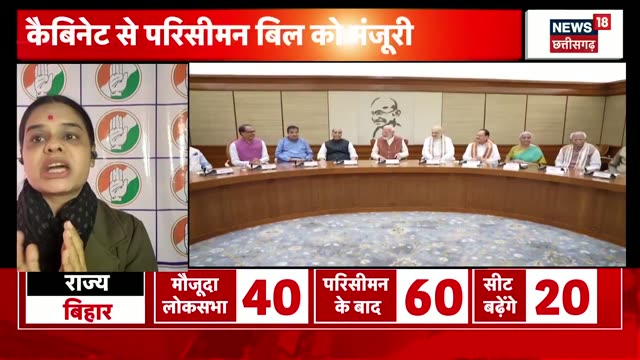 कैबिनेट से परिसीमन बिल को मंजूरी
NEWS 18
छत्तीसगढ़
राज्य
बिहार
मौजूदा
लोकसभा
40
परिसीमन
के बाद
60
सीट
बढ़ेंगे
20